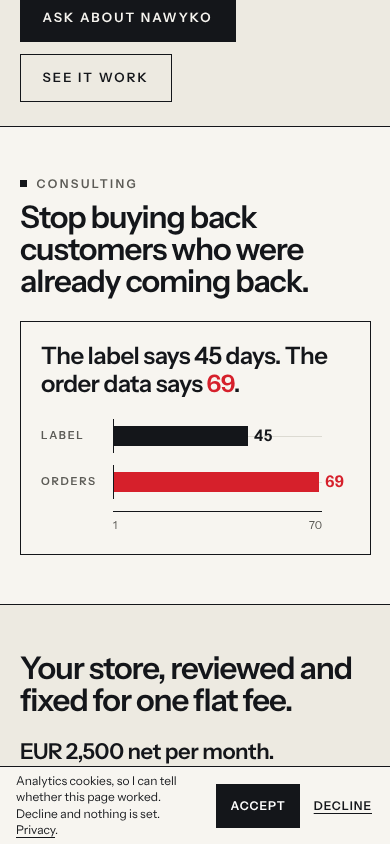 ASK ABOUT NAWYKO
SEE IT WORK
CONSULTING
Stop buying back
customers who were
already coming back.
The label says 45 days. The
order data says 69.
LABEL 45
ORDERS 69
1 70
Your store, reviewed and
fixed for one flat fee.
EUR 2,500 net per month.
Analytics cookies, so I can tell
whether this page worked.
Decline and nothing is set.
Privacy.
ACCEPT DECLINE